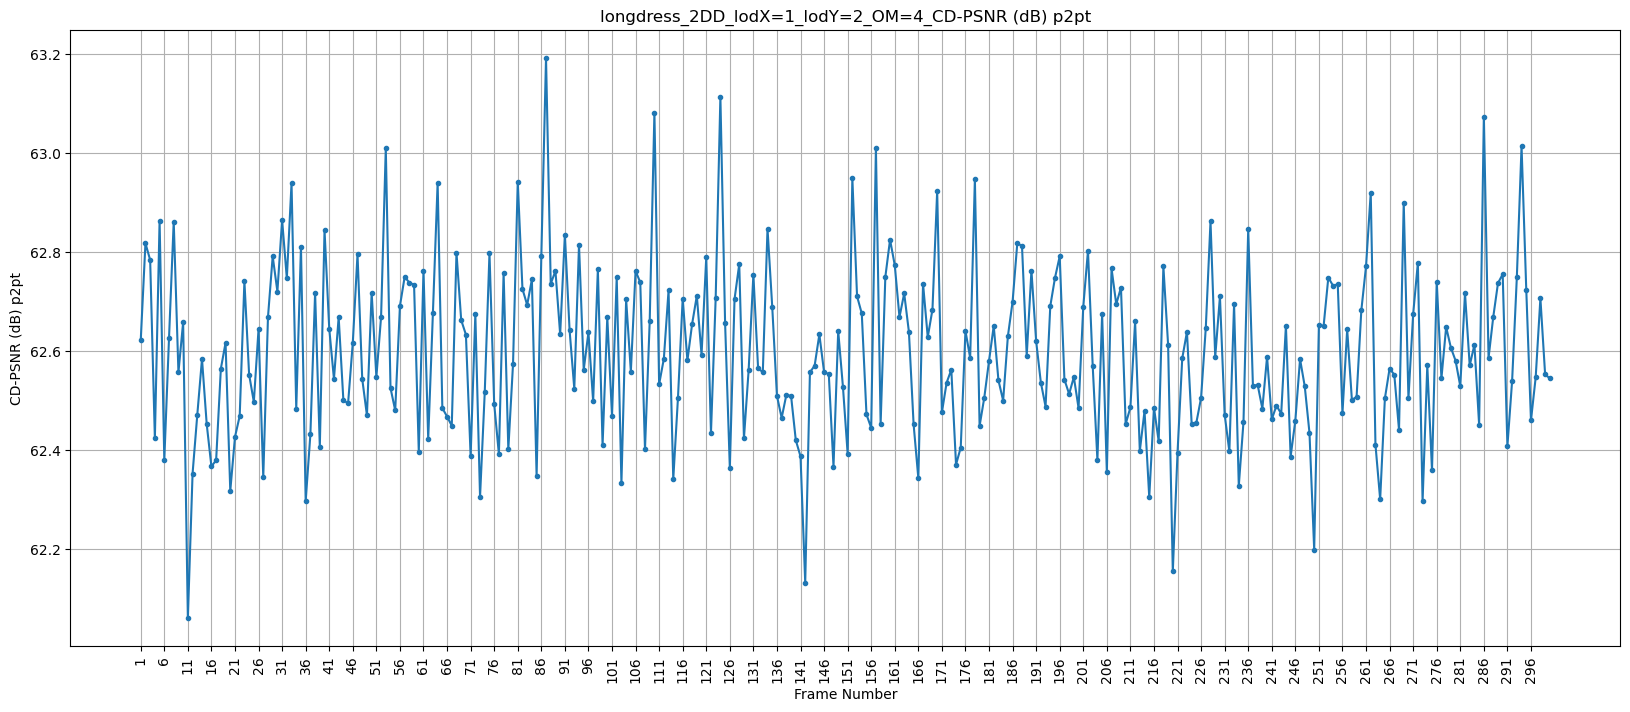 longdress_2DD_lodX=1_lodY=2_OM=4_CD-PSNR (dB) p2pt
CD-PSNR (dB) p2pt
63.2
63.0
62.8
62.6
62.4
62.2
1 6 11 16 21 26 31 36 41 46 51 56 61 66 71 76 81 86 91 96 101 106 111 116 121 126 131 136 141 146 151 156 161 166 171 176 181 186 191 196 201 206 211 216 221 226 231 236 241 246 251 256 261 266 271 276 281 286 291 296
Frame Number